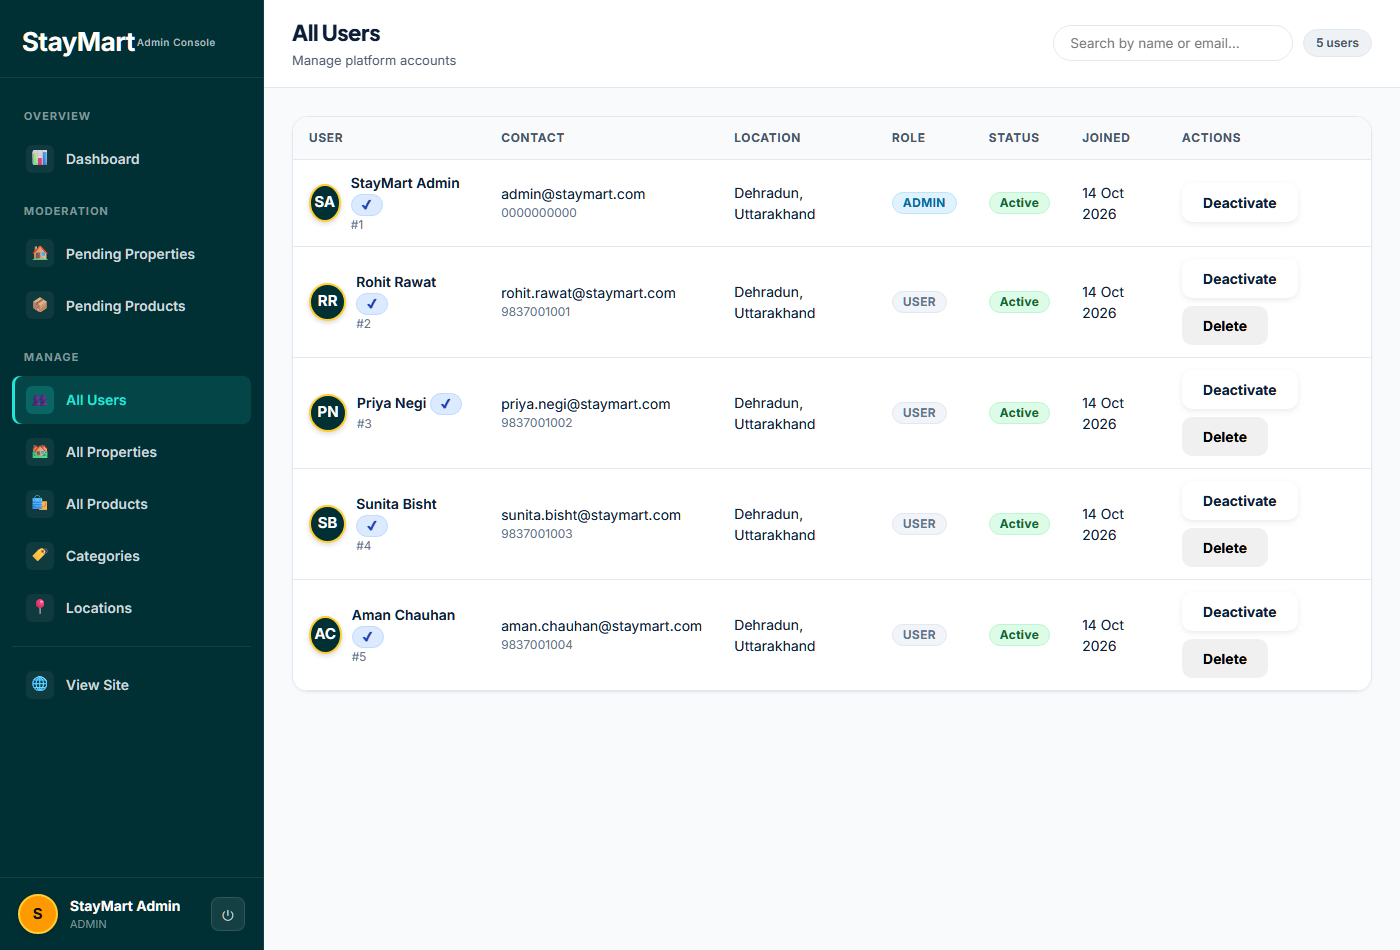 StayMart Admin Console
OVERVIEW
Dashboard
MODERATION
Pending Properties
Pending Products
MANAGE
All Users
All Properties
All Products
Categories
Locations
View Site
S
StayMart Admin
ADMIN
All Users
Manage platform accounts
Search by name or email...
5 users
USER CONTACT LOCATION ROLE STATUS JOINED ACTIONS
SA
StayMart Admin
✓
#1
admin@staymart.com
0000000000
Dehradun,
Uttarakhand
ADMIN
Active
14 Oct
2026
Deactivate
RR
Rohit Rawat
✓
#2
rohit.rawat@staymart.com
9837001001
Dehradun,
Uttarakhand
USER
Active
14 Oct
2026
Deactivate
Delete
PN
Priya Negi ✓
#3
priya.negi@staymart.com
9837001002
Dehradun,
Uttarakhand
USER
Active
14 Oct
2026
Deactivate
Delete
SB
Sunita Bisht
✓
#4
sunita.bisht@staymart.com
9837001003
Dehradun,
Uttarakhand
USER
Active
14 Oct
2026
Deactivate
Delete
AC
Aman Chauhan
✓
#5
aman.chauhan@staymart.com
9837001004
Dehradun,
Uttarakhand
USER
Active
14 Oct
2026
Deactivate
Delete